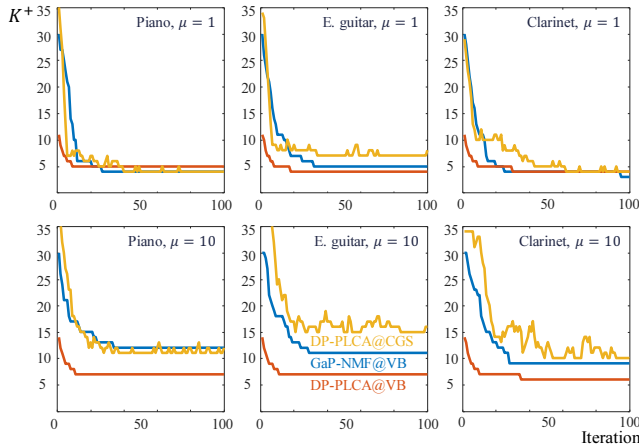 K⁺
Piano, μ = 1
E. guitar, μ = 1
Clarinet, μ = 1
35
30
25
20
15
10
5
0 50 100
35
30
25
20
15
10
5
0 50 100
35
30
25
20
15
10
5
0 50 100
Piano, μ = 10
E. guitar, μ = 10
Clarinet, μ = 10
35
30
25
20
15
10
5
0 50 100
35
30
25
20
15
10
5
DP-PLCA@CGS
GaP-NMF@VB
DP-PLCA@VB
0 50 100
35
30
25
20
15
10
5
0 50 100
Iteration